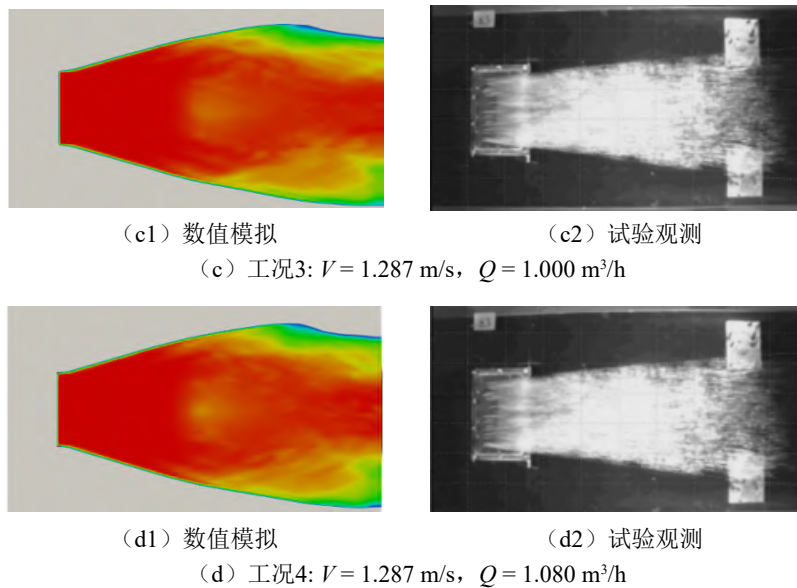 （c1）数值模拟 （c2）试验观测
（c）工况3: V = 1.287 m/s，Q = 1.000 m³/h
（d1）数值模拟 （d2）试验观测
（d）工况4: V = 1.287 m/s，Q = 1.080 m³/h